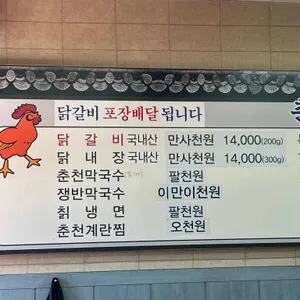 닭갈비 포장배달 됩니다
닭 갈 비 국내산 만사천원 14,000(200g)
닭 내 장 국내산 만사천원 14,000(300g)
춘천막국수 팔천원
쟁반막국수 이만이천원
칡 냉 면 팔천원
춘천계란찜 오천원